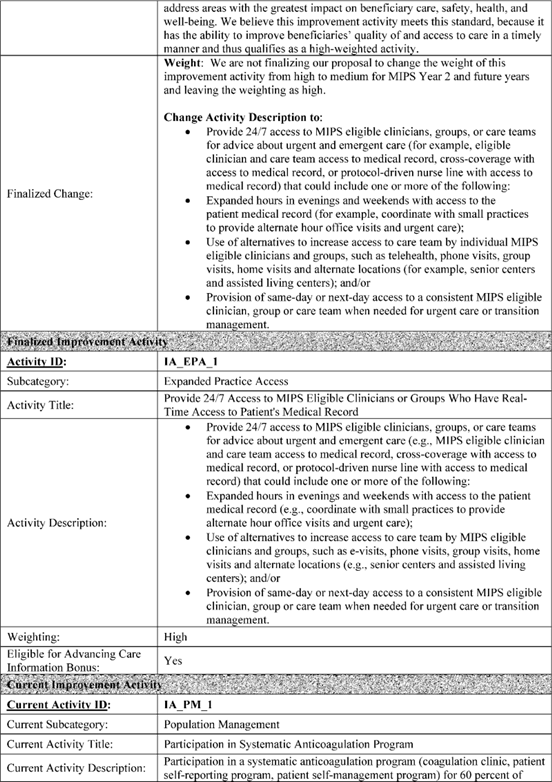 address areas with the greatest impact on beneficiary care, safety, health, and
well-being. We believe this improvement activity meets this standard, because it
has the ability to improve beneficiaries' quality of and access to care in a timely
manner and thus qualifies as a high-weighted activity.
Finalized Change:
Weight: We are not finalizing our proposal to change the weight of this
improvement activity from high to medium for MIPS Year 2 and future years
and leaving the weighting as high.
Change Activity Description to:
• Provide 24/7 access to MIPS eligible clinicians, groups, or care teams
for advice about urgent and emergent care (for example, eligible
clinician and care team access to medical record, cross-coverage with
access to medical record, or protocol-driven nurse line with access to
medical record) that could include one or more of the following:
• Expanded hours in evenings and weekends with access to the
patient medical record (for example, coordinate with small practices
to provide alternate hour office visits and urgent care);
• Use of alternatives to increase access to care team by individual MIPS
eligible clinicians and groups, such as telehealth, phone visits, group
visits, home visits and alternate locations (for example, senior centers
and assisted living centers); and/or
• Provision of same-day or next-day access to a consistent MIPS eligible
clinician, group or care team when needed for urgent care or transition
management.
Finalized Improvement Activity
Activity ID: IA_EPA_1
Subcategory: Expanded Practice Access
Activity Title:
Provide 24/7 Access to MIPS Eligible Clinicians or Groups Who Have Real-
Time Access to Patient's Medical Record
Activity Description:
• Provide 24/7 access to MIPS eligible clinicians, groups, or care teams
for advice about urgent and emergent care (e.g., MIPS eligible clinician
and care team access to medical record, cross-coverage with access to
medical record, or protocol-driven nurse line with access to medical
record) that could include one or more of the following:
• Expanded hours in evenings and weekends with access to the patient
medical record (e.g., coordinate with small practices to provide
alternate hour office visits and urgent care);
• Use of alternatives to increase access to care team by MIPS eligible
clinicians and groups, such as e-visits, phone visits, group visits, home
visits and alternate locations (e.g., senior centers and assisted living
centers); and/or
• Provision of same-day or next-day access to a consistent MIPS eligible
clinician, group or care team when needed for urgent care or transition
management.
Weighting: High
Eligible for Advancing Care
Information Bonus: Yes
Current Improvement Activity
Current Activity ID: IA_PM_1
Current Subcategory: Population Management
Current Activity Title: Participation in Systematic Anticoagulation Program
Current Activity Description: Participation in a systematic anticoagulation program (coagulation clinic, patient
self-reporting program, patient self-management program) for 60 percent of